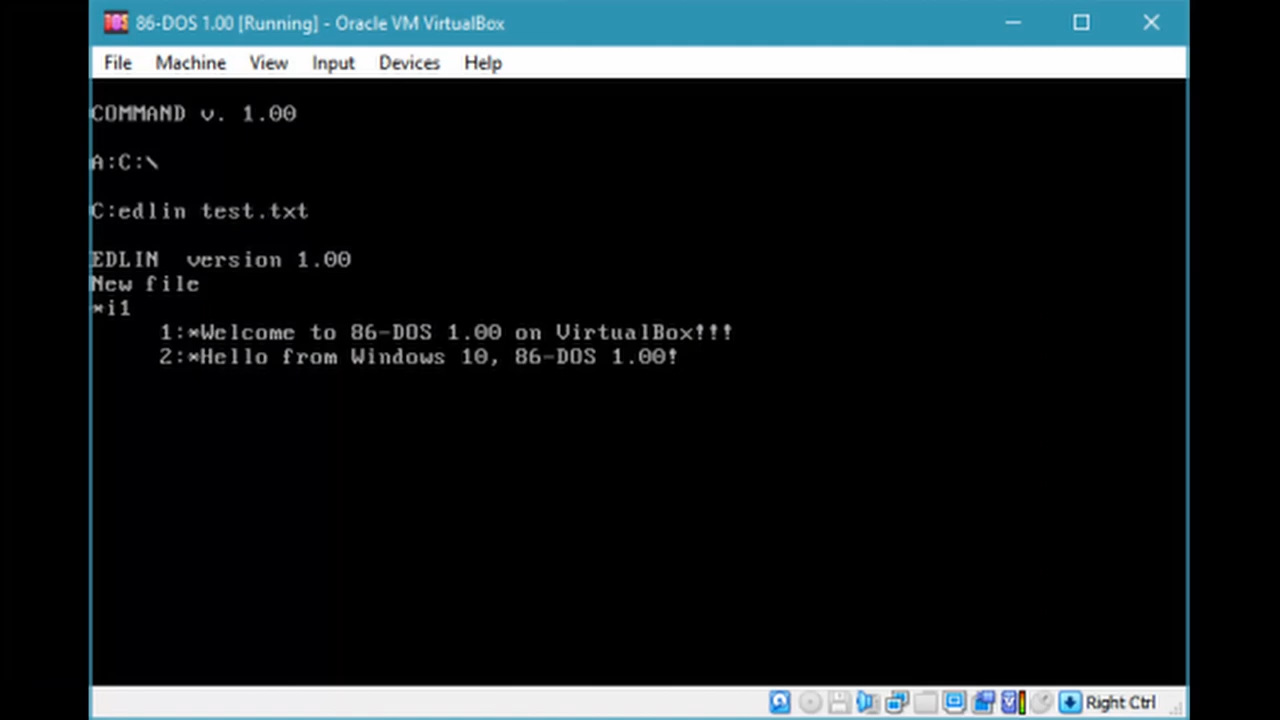 86-DOS 1.00 [Running] - Oracle VM VirtualBox
File Machine View Input Devices Help
COMMAND v. 1.00
A:C:\
C:edlin test.txt
EDLIN version 1.00
New file
*i1
1:*Welcome to 86-DOS 1.00 on VirtualBox!!!
2:*Hello from Windows 10, 86-DOS 1.00!
Right Ctrl